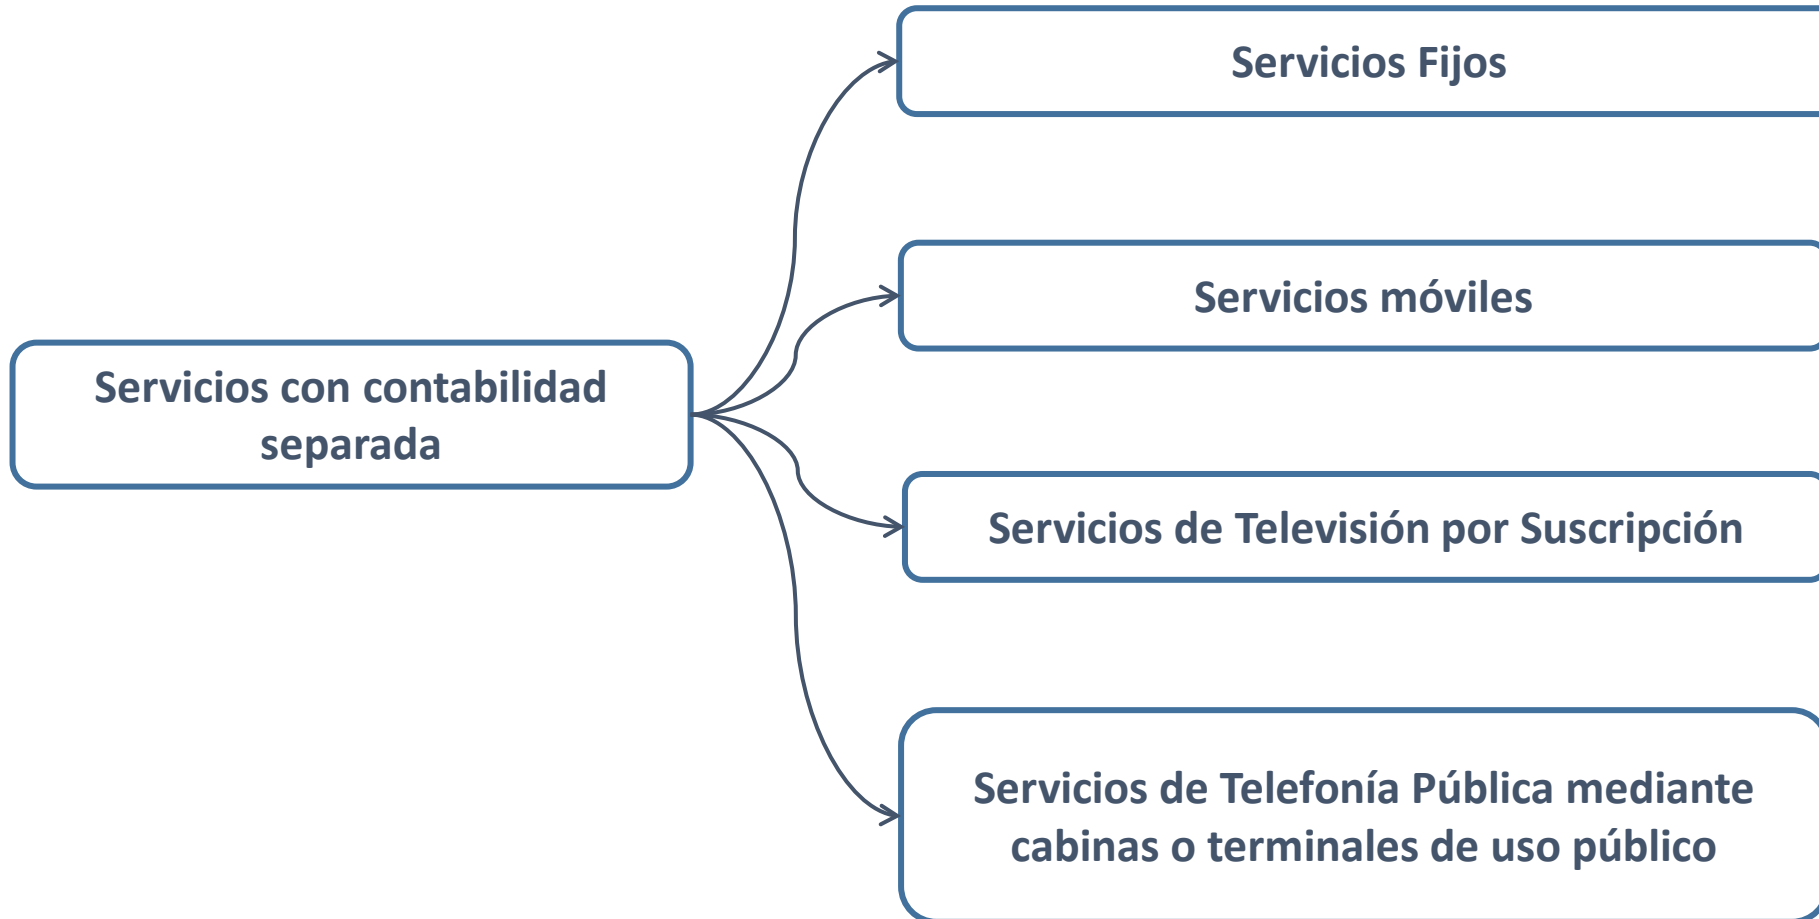 Servicios Fijos
Servicios móviles
Servicios con contabilidad
separada
Servicios de Televisión por Suscripción
Servicios de Telefonía Pública mediante
cabinas o terminales de uso público